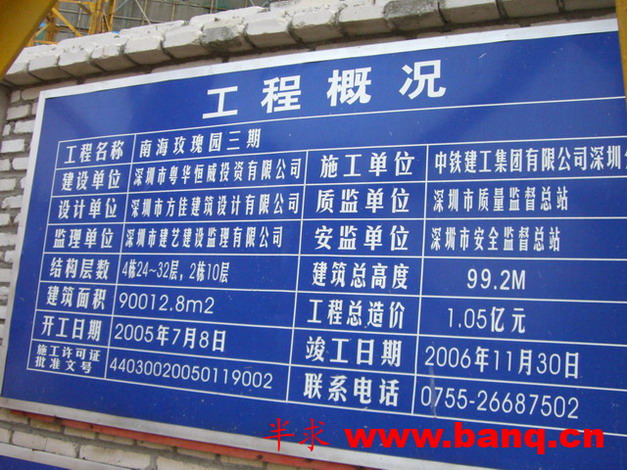 工程概况
工程名称 南海玫瑰园三期
建设单位 深圳市粤华恒威投资有限公司 施工单位 中铁建工集团有限公司深圳
设计单位 深圳市方佳建筑设计有限公司 质监单位 深圳市质量监督总站
监理单位 深圳市建艺建设监理有限公司 安监单位 深圳市安全监督总站
结构层数 4栋24~32层,2栋10层 建筑总高度 99.2M
建筑面积 90012.8m2 工程总造价 1.05亿元
开工日期 2005年7月8日 竣工日期 2006年11月30日
施工许可证批准文号 44030020050119002 联系电话 0755-26687502
半求 www.banq.cn